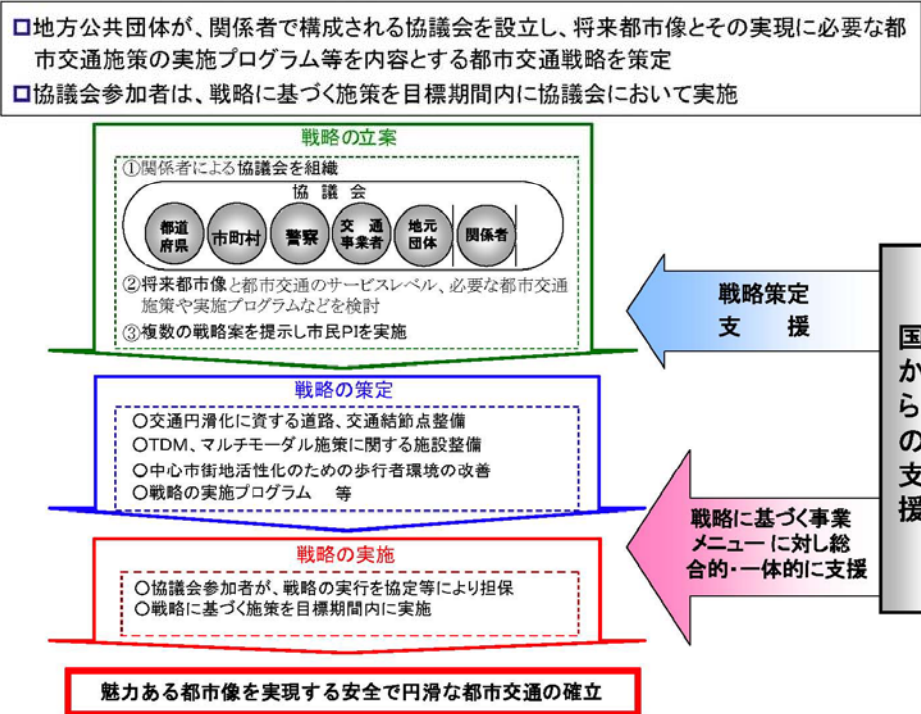 □地方公共団体が、関係者で構成される協議会を設立し、将来都市像とその実現に必要な都
市交通施策の実施プログラム等を内容とする都市交通戦略を策定
□協議会参加者は、戦略に基づく施策を目標期間内に協議会において実施
戦略の立案
①関係者による協議会を組織
協議会
都道
府県
市町村
警察
交通
事業者
地元
団体
関係者
②将来都市像と都市交通のサービスレベル、必要な都市交通
施策や実施プログラムなどを検討
③複数の戦略案を提示し市民PIを実施
戦略の策定
○交通円滑化に資する道路、交通結節点整備
○TDM、マルチモーダル施策に関する施設整備
○中心市街地活性化のための歩行者環境の改善
○戦略の実施プログラム 等
戦略の実施
○協議会参加者が、戦略の実行を協定等により担保
○戦略に基づく施策を目標期間内に実施
魅力ある都市像を実現する安全で円滑な都市交通の確立
戦略策定
支援
戦略に基づく事業
メニューに対し総
合的・一体的に支援
国からの支援